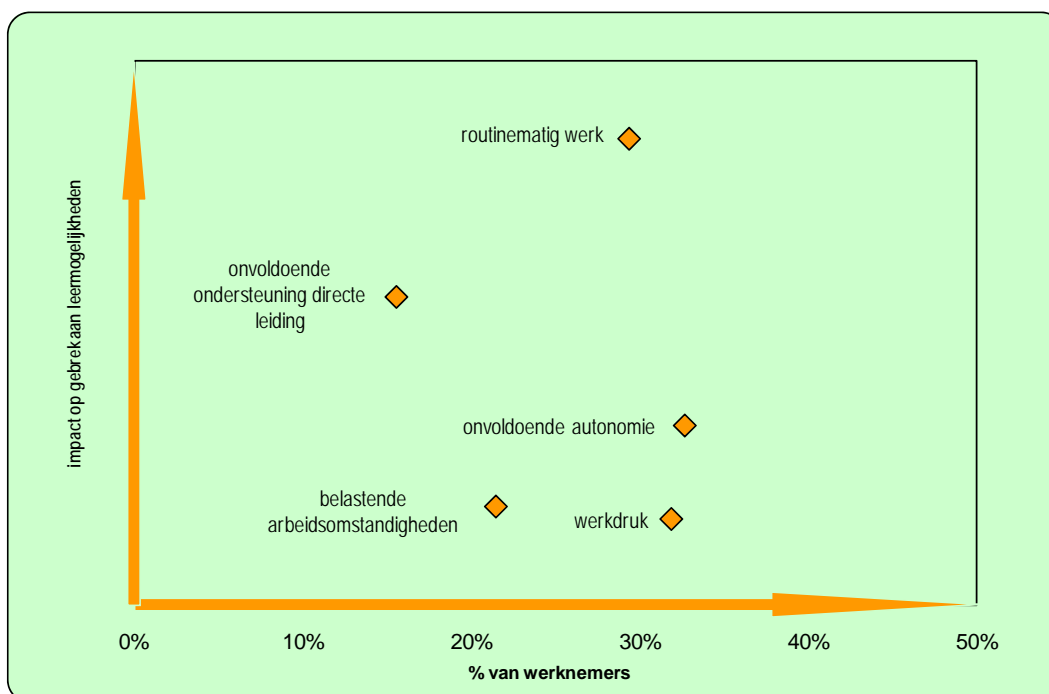 routinematig werk
onvoldoende
ondersteuning directe
leiding
onvoldoende autonomie
belastende
arbeidsomstandigheden
werkdruk
impact op gebrek aan leermogelijkheden
0%
10%
20%
30%
40%
50%
% van werknemers